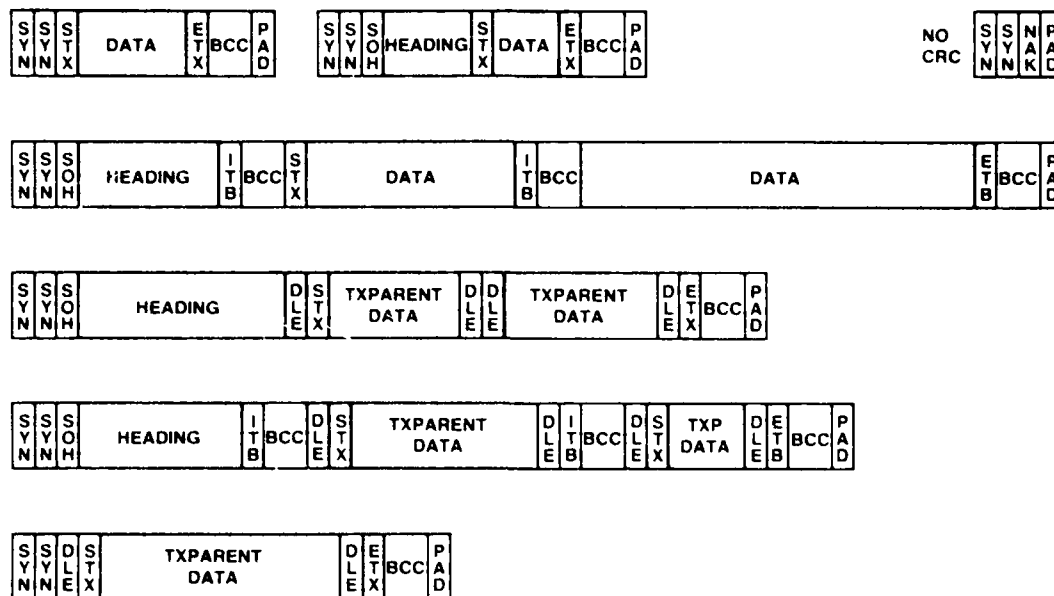 SYN SYN STX DATA ETX BCC PAD
SYN SYN SOH HEADING STX DATA ETX BCC PAD
NO CRC SYN SYN NAK PAD
SYN SYN SOH HEADING ITB BCC STX DATA ITB BCC DATA ETB BCC PAD
SYN SYN SOH HEADING DLE STX TXPARENT DATA DLE DLE TXPARENT DATA DLE ETX BCC PAD
SYN SYN SOH HEADING ITB BCC DLE STX TXPARENT DATA DLE ITB BCC DLE STX TXP DATA DLE ETB BCC PAD
SYN SYN DLE STX TXPARENT DATA DLE ETX BCC PAD